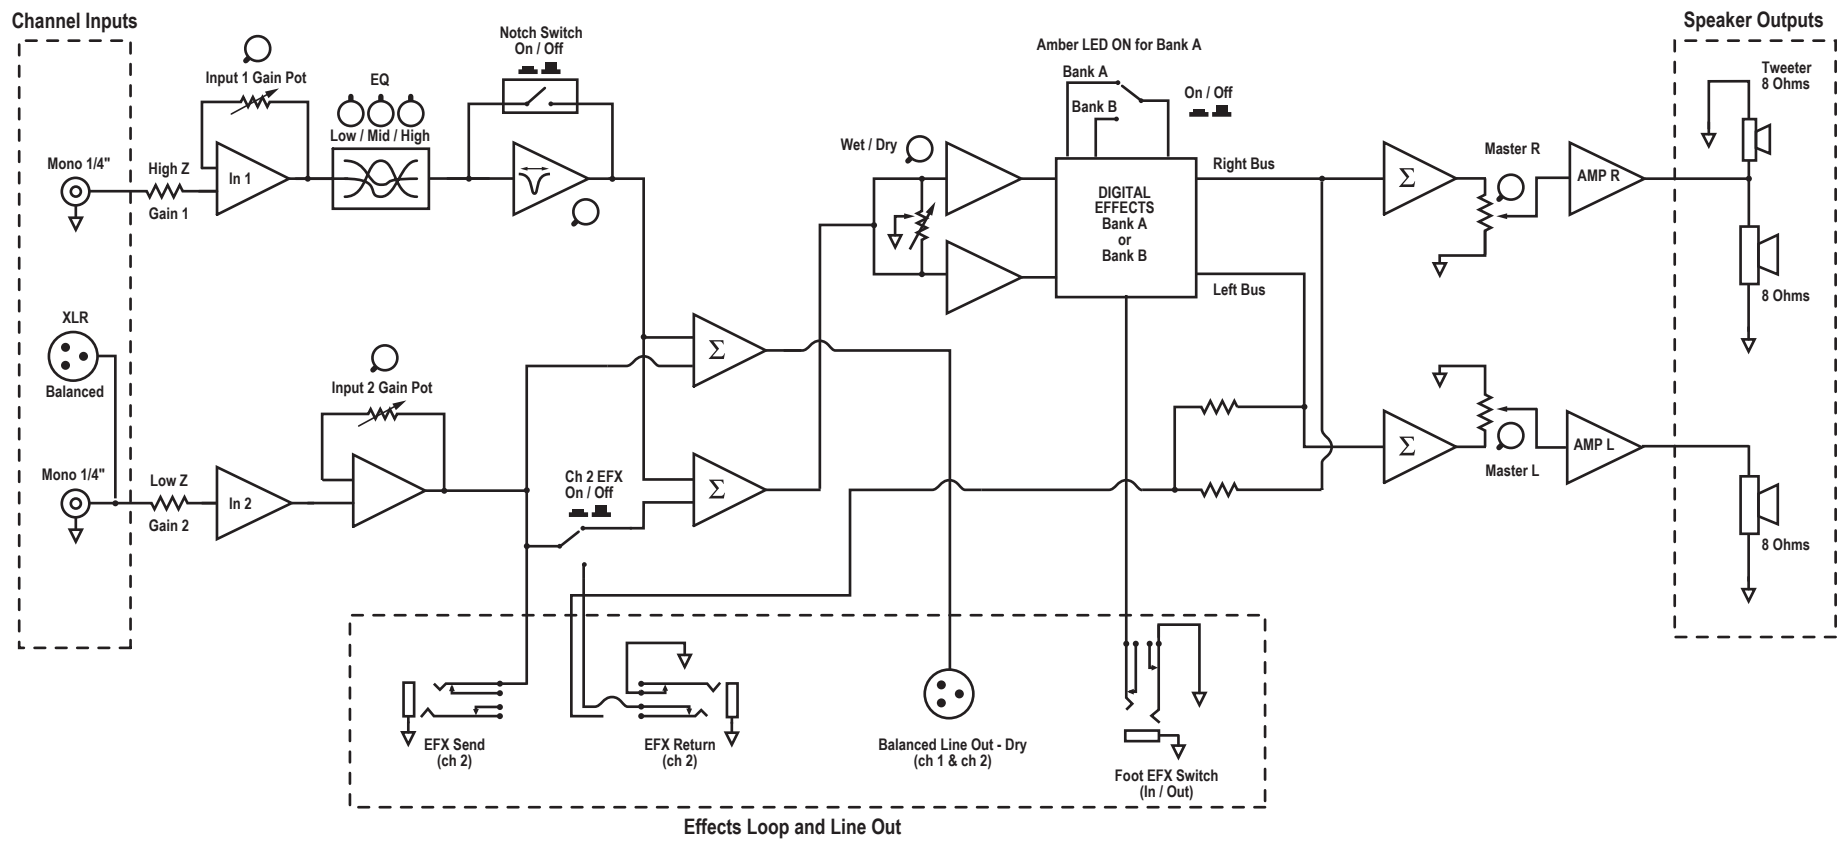 Channel Inputs
Speaker Outputs
Notch Switch
On / Off
Amber LED ON for Bank A
Input 1 Gain Pot
EQ
Low / Mid / High
Bank A
Bank B
On / Off
Tweeter
8 Ohms
Mono 1/4"
High Z
Gain 1
In 1
Wet / Dry
DIGITAL
EFFECTS
Bank A
or
Bank B
Right Bus
Left Bus
Σ
Master R
AMP R
8 Ohms
XLR
Balanced
Input 2 Gain Pot
Σ
Mono 1/4"
Low Z
Gain 2
In 2
Ch 2 EFX
On / Off
Σ
Σ
Master L
AMP L
8 Ohms
EFX Send
(ch 2)
EFX Return
(ch 2)
Balanced Line Out - Dry
(ch 1 & ch 2)
Foot EFX Switch
(In / Out)
Effects Loop and Line Out